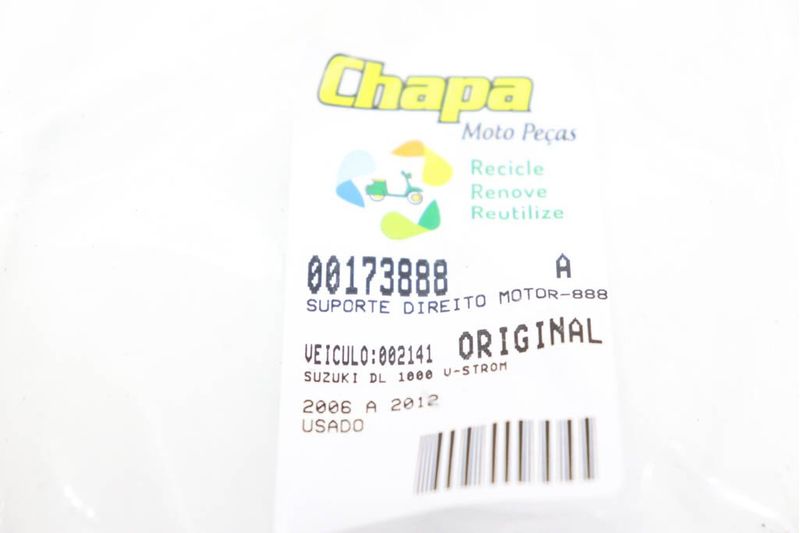 Chapa
Moto Peças
Recicle
Renove
Reutilize
00173888 A
SUPORTE DIREITO MOTOR-888
VEICULO:002141 ORIGINAL
SUZUKI DL 1000 V-STROM
2006 A 2012
USADO